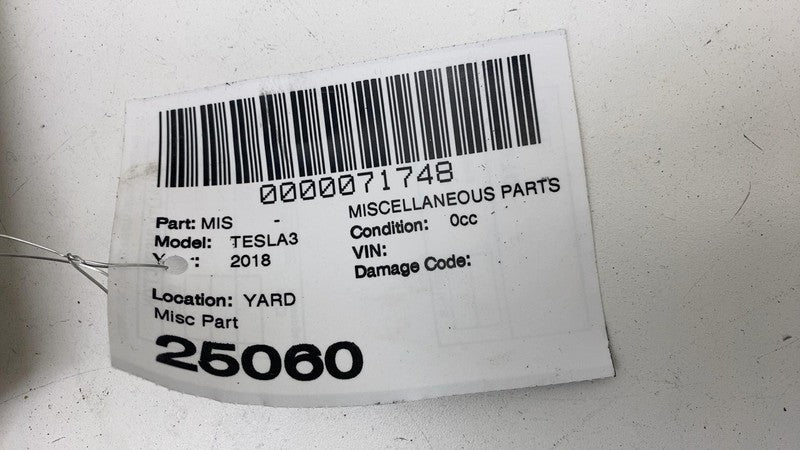 0000071748
Part: MIS - MISCELLANEOUS PARTS
Model: TESLA3 Condition: 0cc
2018 VIN:
Damage Code:
Location: YARD
Misc Part
25060